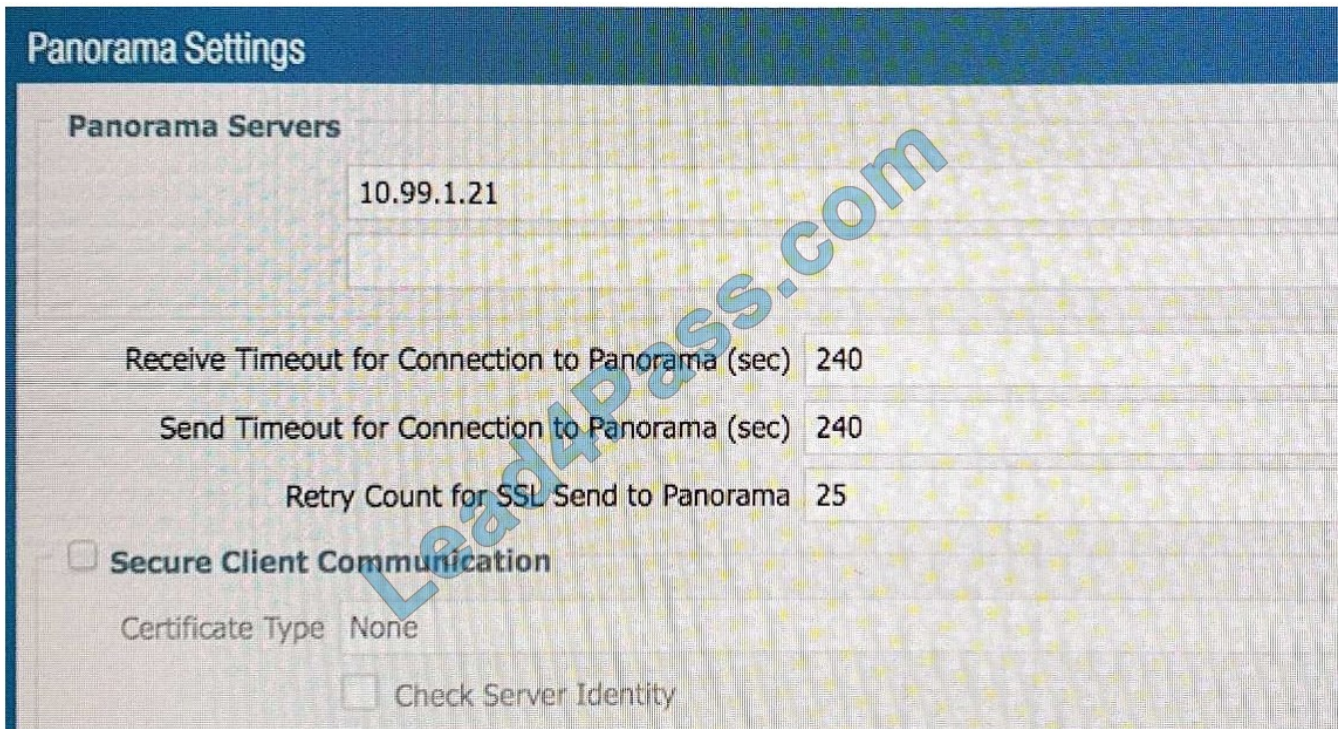 Panorama Settings
Panorama Servers
10.99.1.21
Receive Timeout for Connection to Panorama (sec) 240
Send Timeout for Connection to Panorama (sec) 240
Retry Count for SSL Send to Panorama 25
Secure Client Communication
Certificate Type None
Check Server Identity
Lead4Pass.com